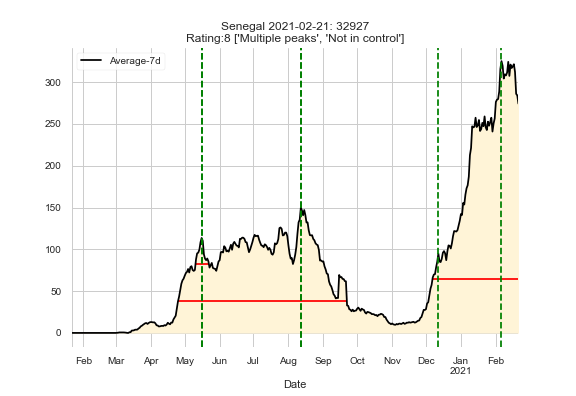 Senegal 2021-02-21: 32927
Rating:8 ['Multiple peaks', 'Not in control']
Average-7d
300
250
200
150
100
50
0
Feb Mar Apr May Jun Jul Aug Sep Oct Nov Dec Jan Feb
2021
Date